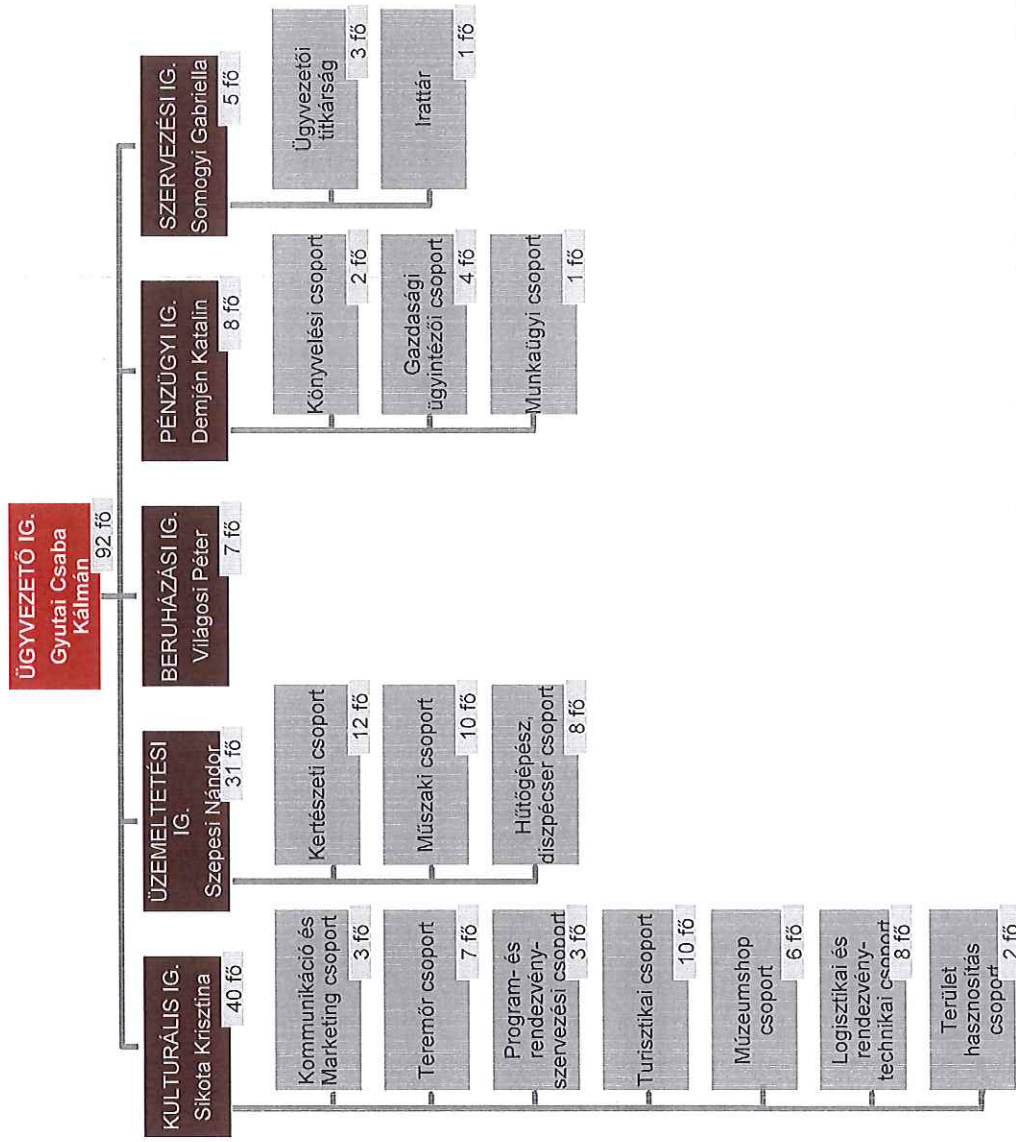 ÜGYVEZETŐ IG.
Gyutai Csaba
Kálmán
92 fő
KULTURÁLIS IG.
Sikota Krisztina
40 fő
Kommunikáció és
Marketing csoport
3 fő
Teremőr csoport
7 fő
Program- és
rendezvény-
szervezési csoport
3 fő
Turisztikai csoport
10 fő
Múzeumshop
csoport
6 fő
Logisztikai és
rendezvény-
technikai csoport
8 fő
Terület
hasznosítás
csoport
2 fő
ÜZEMELTETÉSI
IG.
Szepesi Nándor
31 fő
Kertészeti csoport
12 fő
Műszaki csoport
10 fő
Hűtőgépész,
diszpécser csoport
8 fő
BERUHÁZÁSI IG.
Világosi Péter
7 fő
PÉNZÜGYI IG.
Demjén Katalin
8 fő
Könyvelési csoport
2 fő
Gazdasági
ügyintézői csoport
4 fő
Munkaügyi csoport
1 fő
SZERVEZÉSI IG.
Somogyi Gabriella
5 fő
Ügyvezetői
titkárság
3 fő
Irattár
1 fő